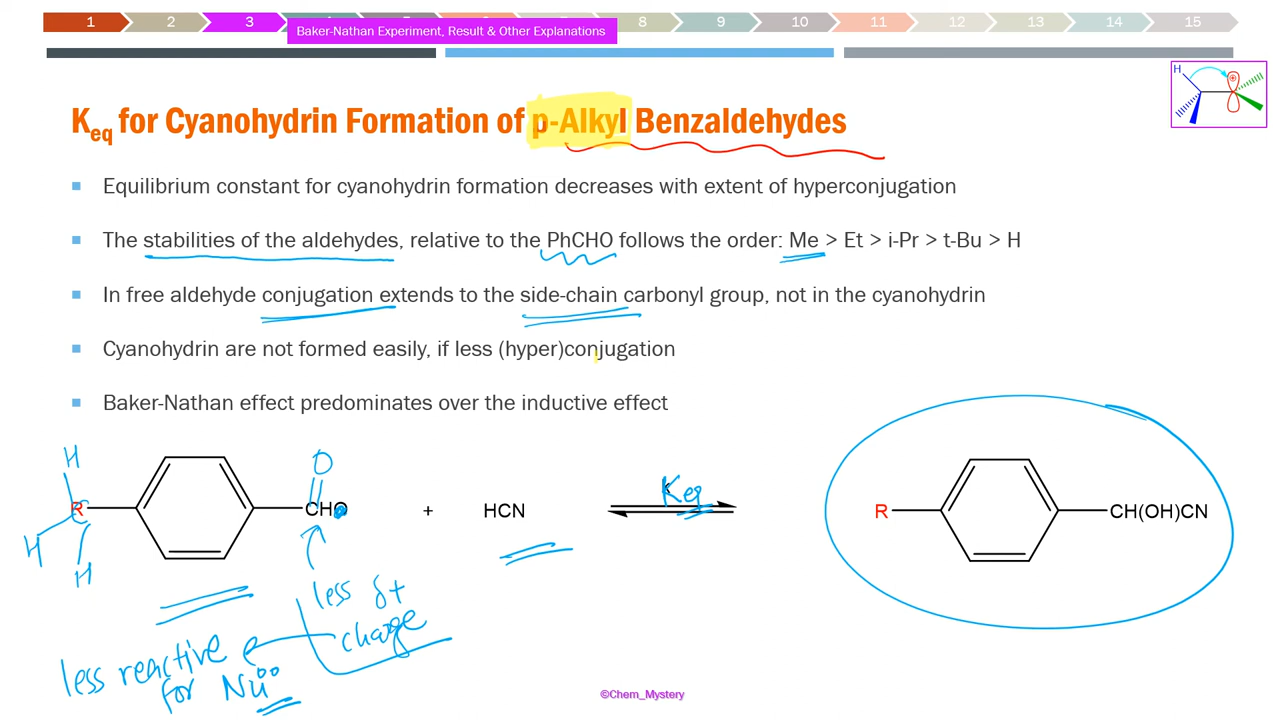 1 2 3 8 9 10 11 12 13 14 15
Baker-Nathan Experiment, Result & Other Explanations
H
Keq for Cyanohydrin Formation of p-Alkyl Benzaldehydes
Equilibrium constant for cyanohydrin formation decreases with extent of hyperconjugation
The stabilities of the aldehydes, relative to the PhCHO follows the order: Me > Et > i-Pr > t-Bu > H
In free aldehyde conjugation extends to the side-chain carbonyl group, not in the cyanohydrin
Cyanohydrin are not formed easily, if less (hyper)conjugation
Baker-Nathan effect predominates over the inductive effect
H O
R CHO + HCN Keq R CH(OH)CN
H H
less δ+
charge
less reactive
for Nu
©Chem_Mystery